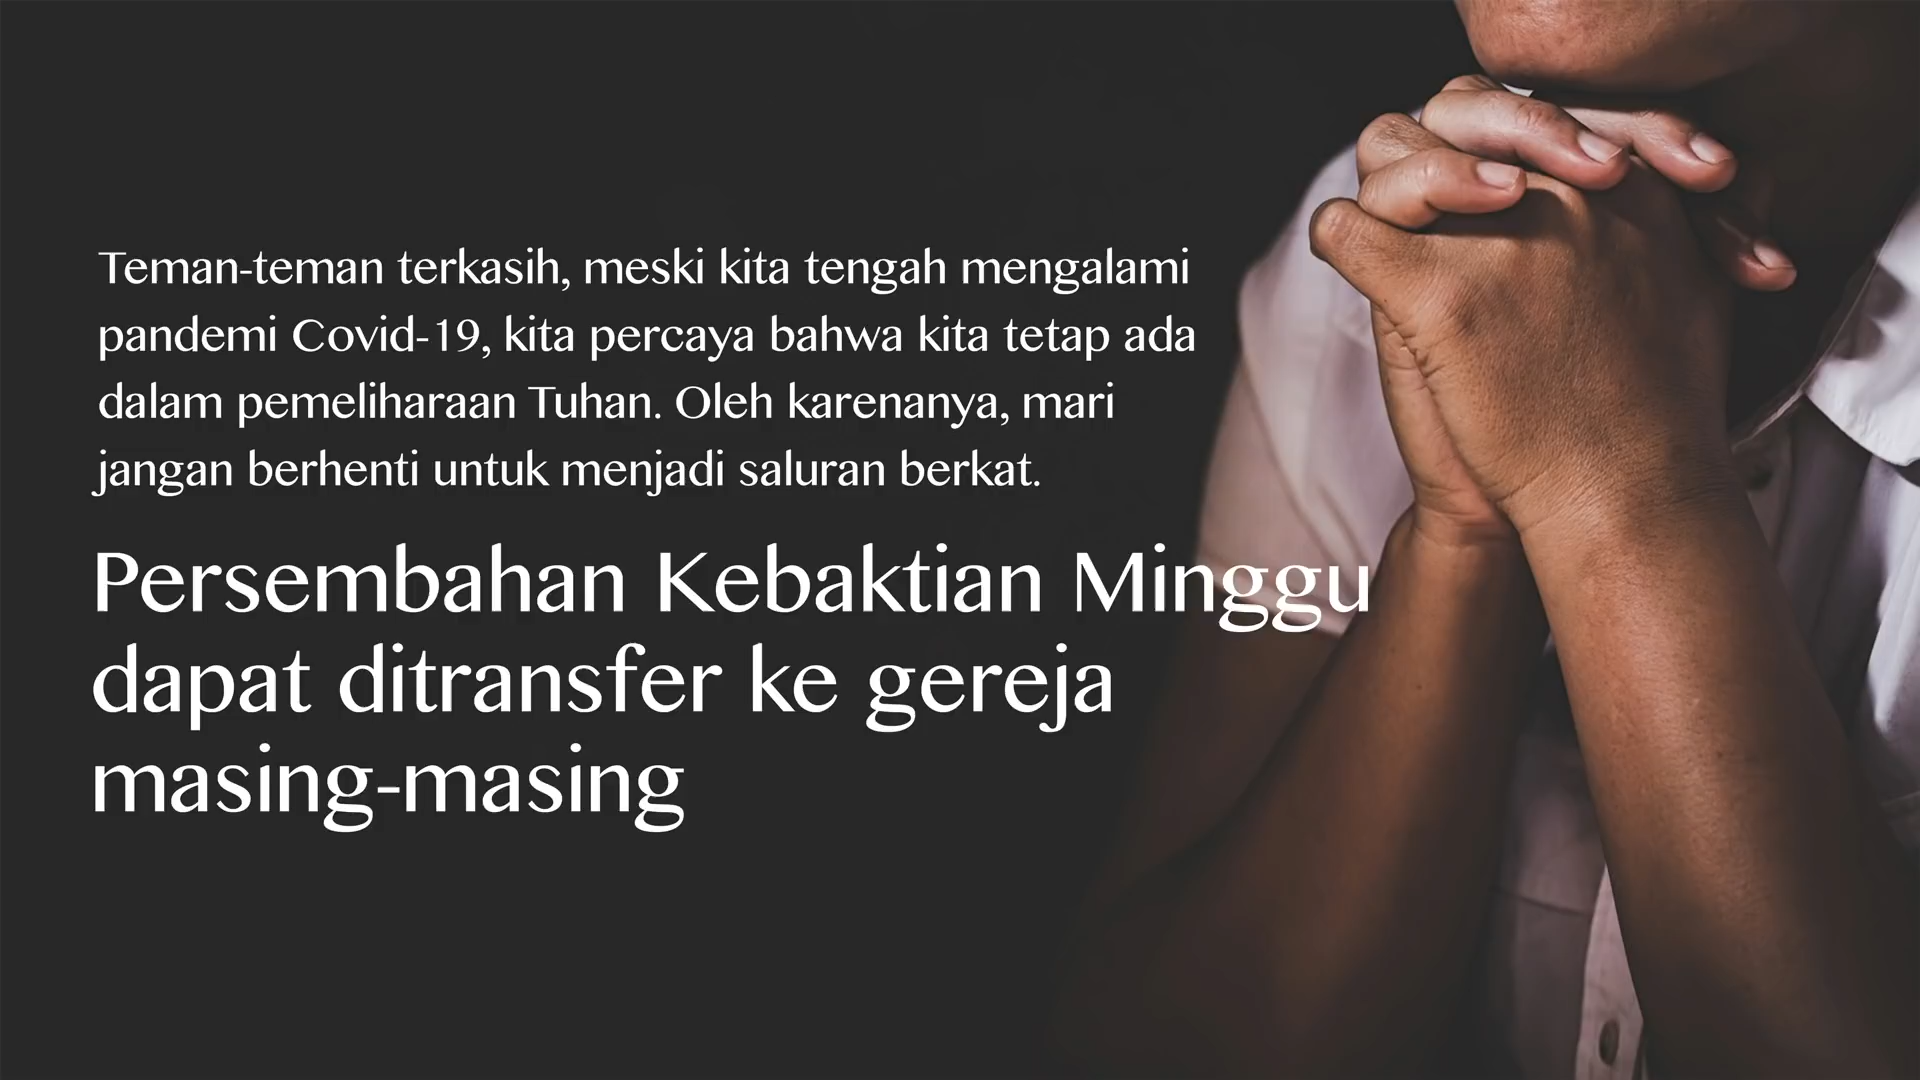 Teman-teman terkasih, meski kita tengah mengalami
pandemi Covid-19, kita percaya bahwa kita tetap ada
dalam pemeliharaan Tuhan. Oleh karenanya, mari
jangan berhenti untuk menjadi saluran berkat.
Persembahan Kebaktian Minggu
dapat ditransfer ke gereja
masing-masing